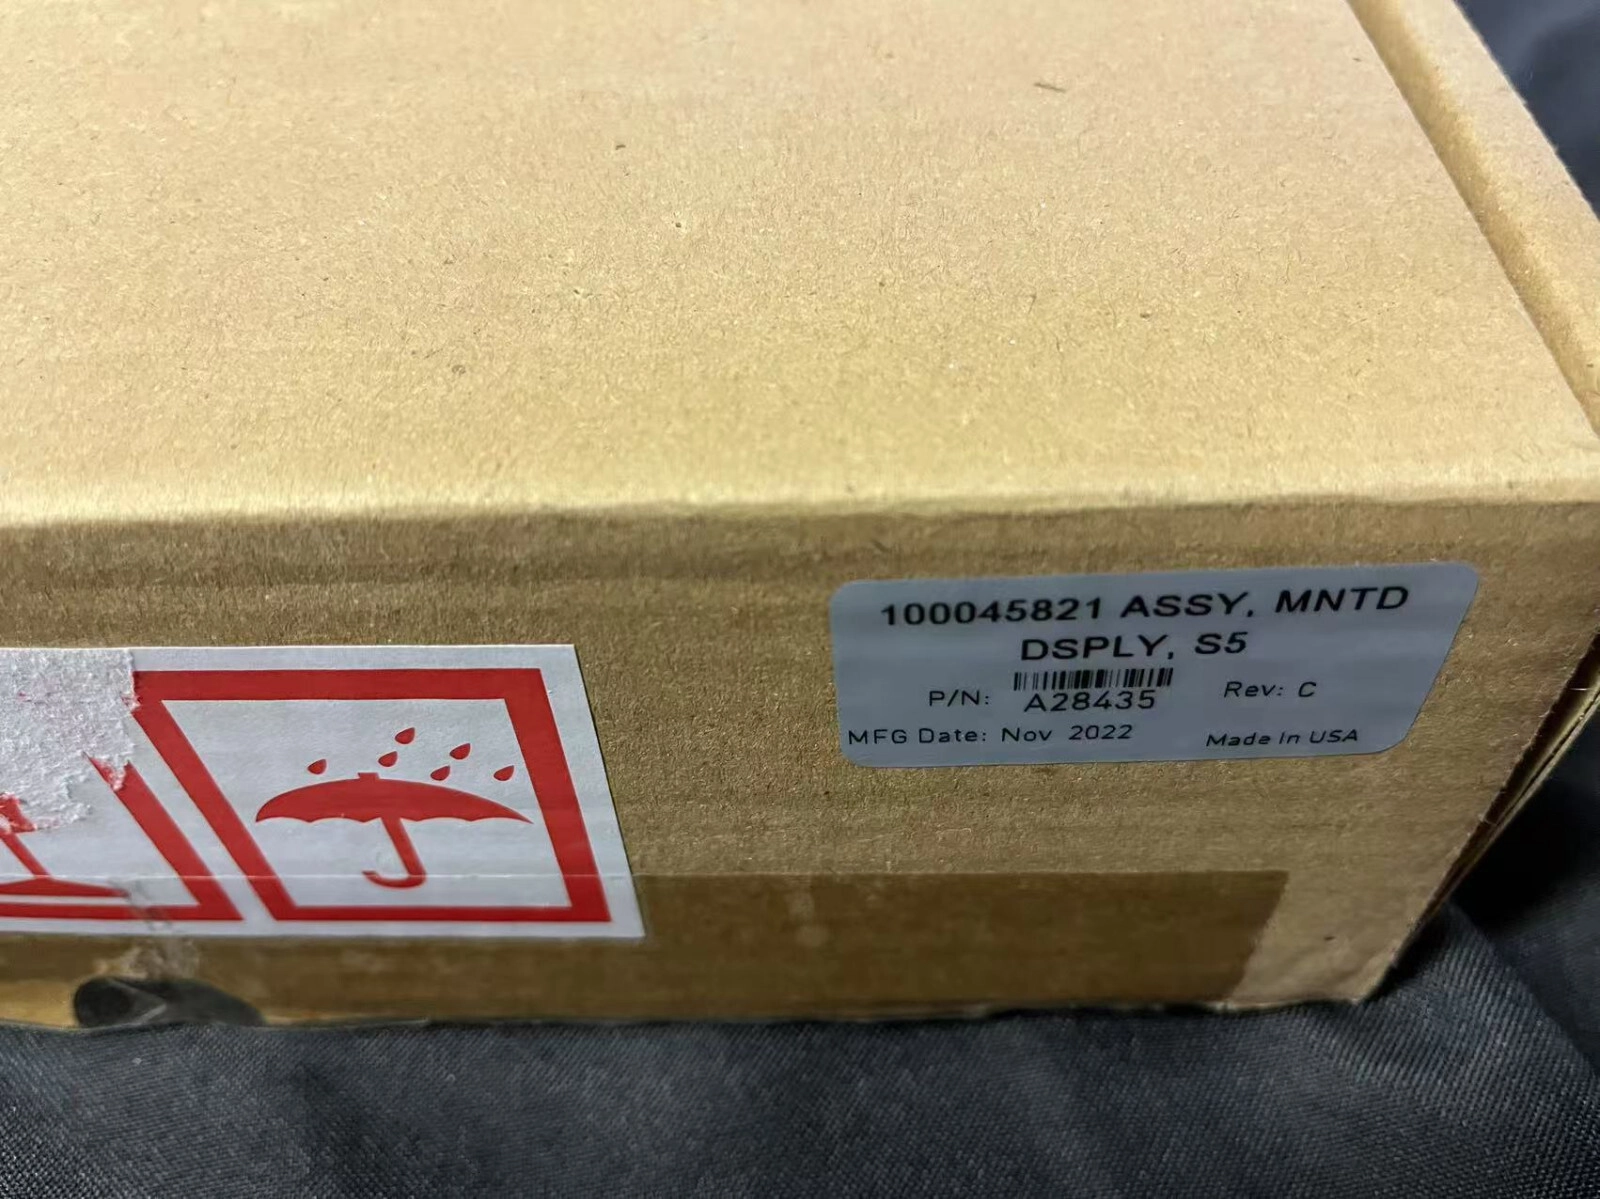 100045821 ASSY, MNTD
DSPLY, S5
P/N: A28435 Rev: C
MFG Date: Nov 2022 Made In USA